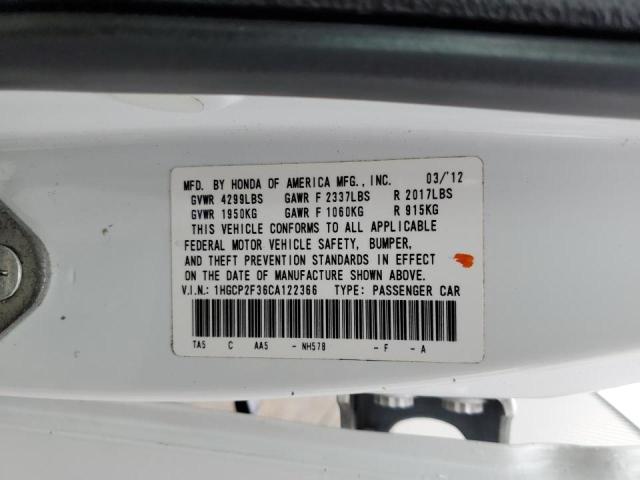 MFD. BY HONDA OF AMERICA MFG., INC. 03/'12
GVWR 4299LBS GAWR F 2337LBS R 2017LBS
GVWR 1950KG GAWR F 1060KG R 915KG
THIS VEHICLE CONFORMS TO ALL APPLICABLE
FEDERAL MOTOR VEHICLE SAFETY, BUMPER,
AND THEFT PREVENTION STANDARDS IN EFFECT
ON THE DATE OF MANUFACTURE SHOWN ABOVE.
V.I.N.: 1HGCP2F36CA122366 TYPE: PASSENGER CAR
TA5 C AA5 - NH578 - F - A